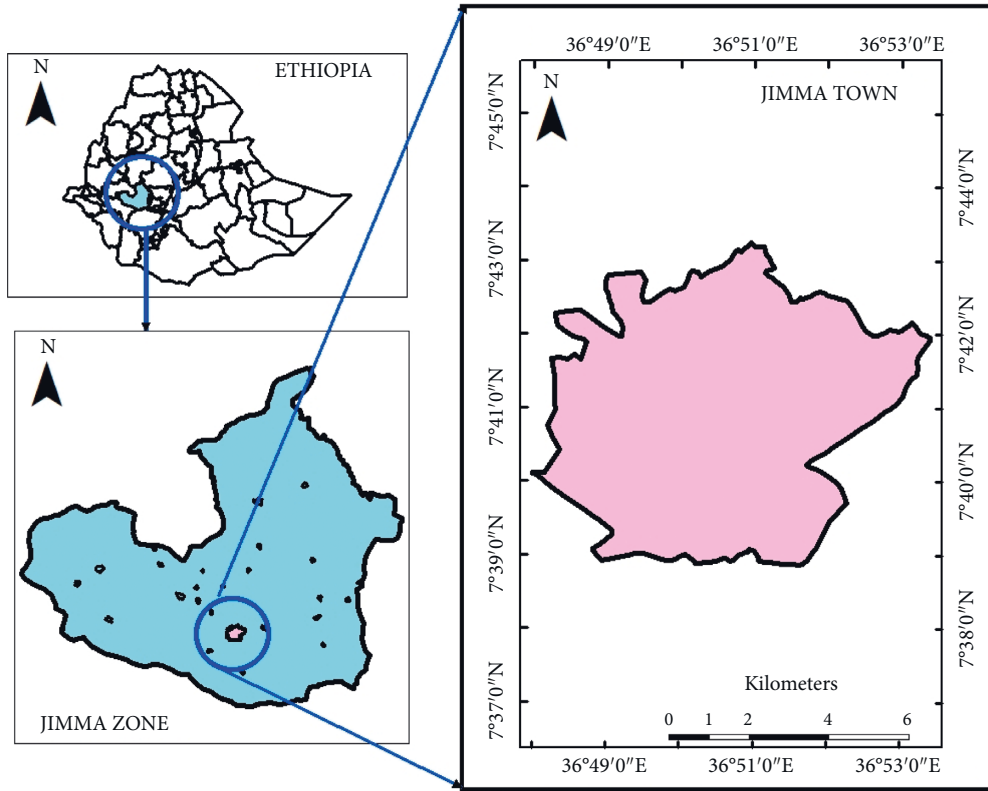 N
ETHIOPIA
N
JIMMA ZONE
36°49′0″E 36°51′0″E 36°53′0″E
N
JIMMA TOWN
7°45′0″N
7°43′0″N
7°41′0″N
7°39′0″N
7°37′0″N
7°44′0″N
7°42′0″N
7°40′0″N
7°38′0″N
Kilometers
0 1 2 4 6
36°49′0″E 36°51′0″E 36°53′0″E